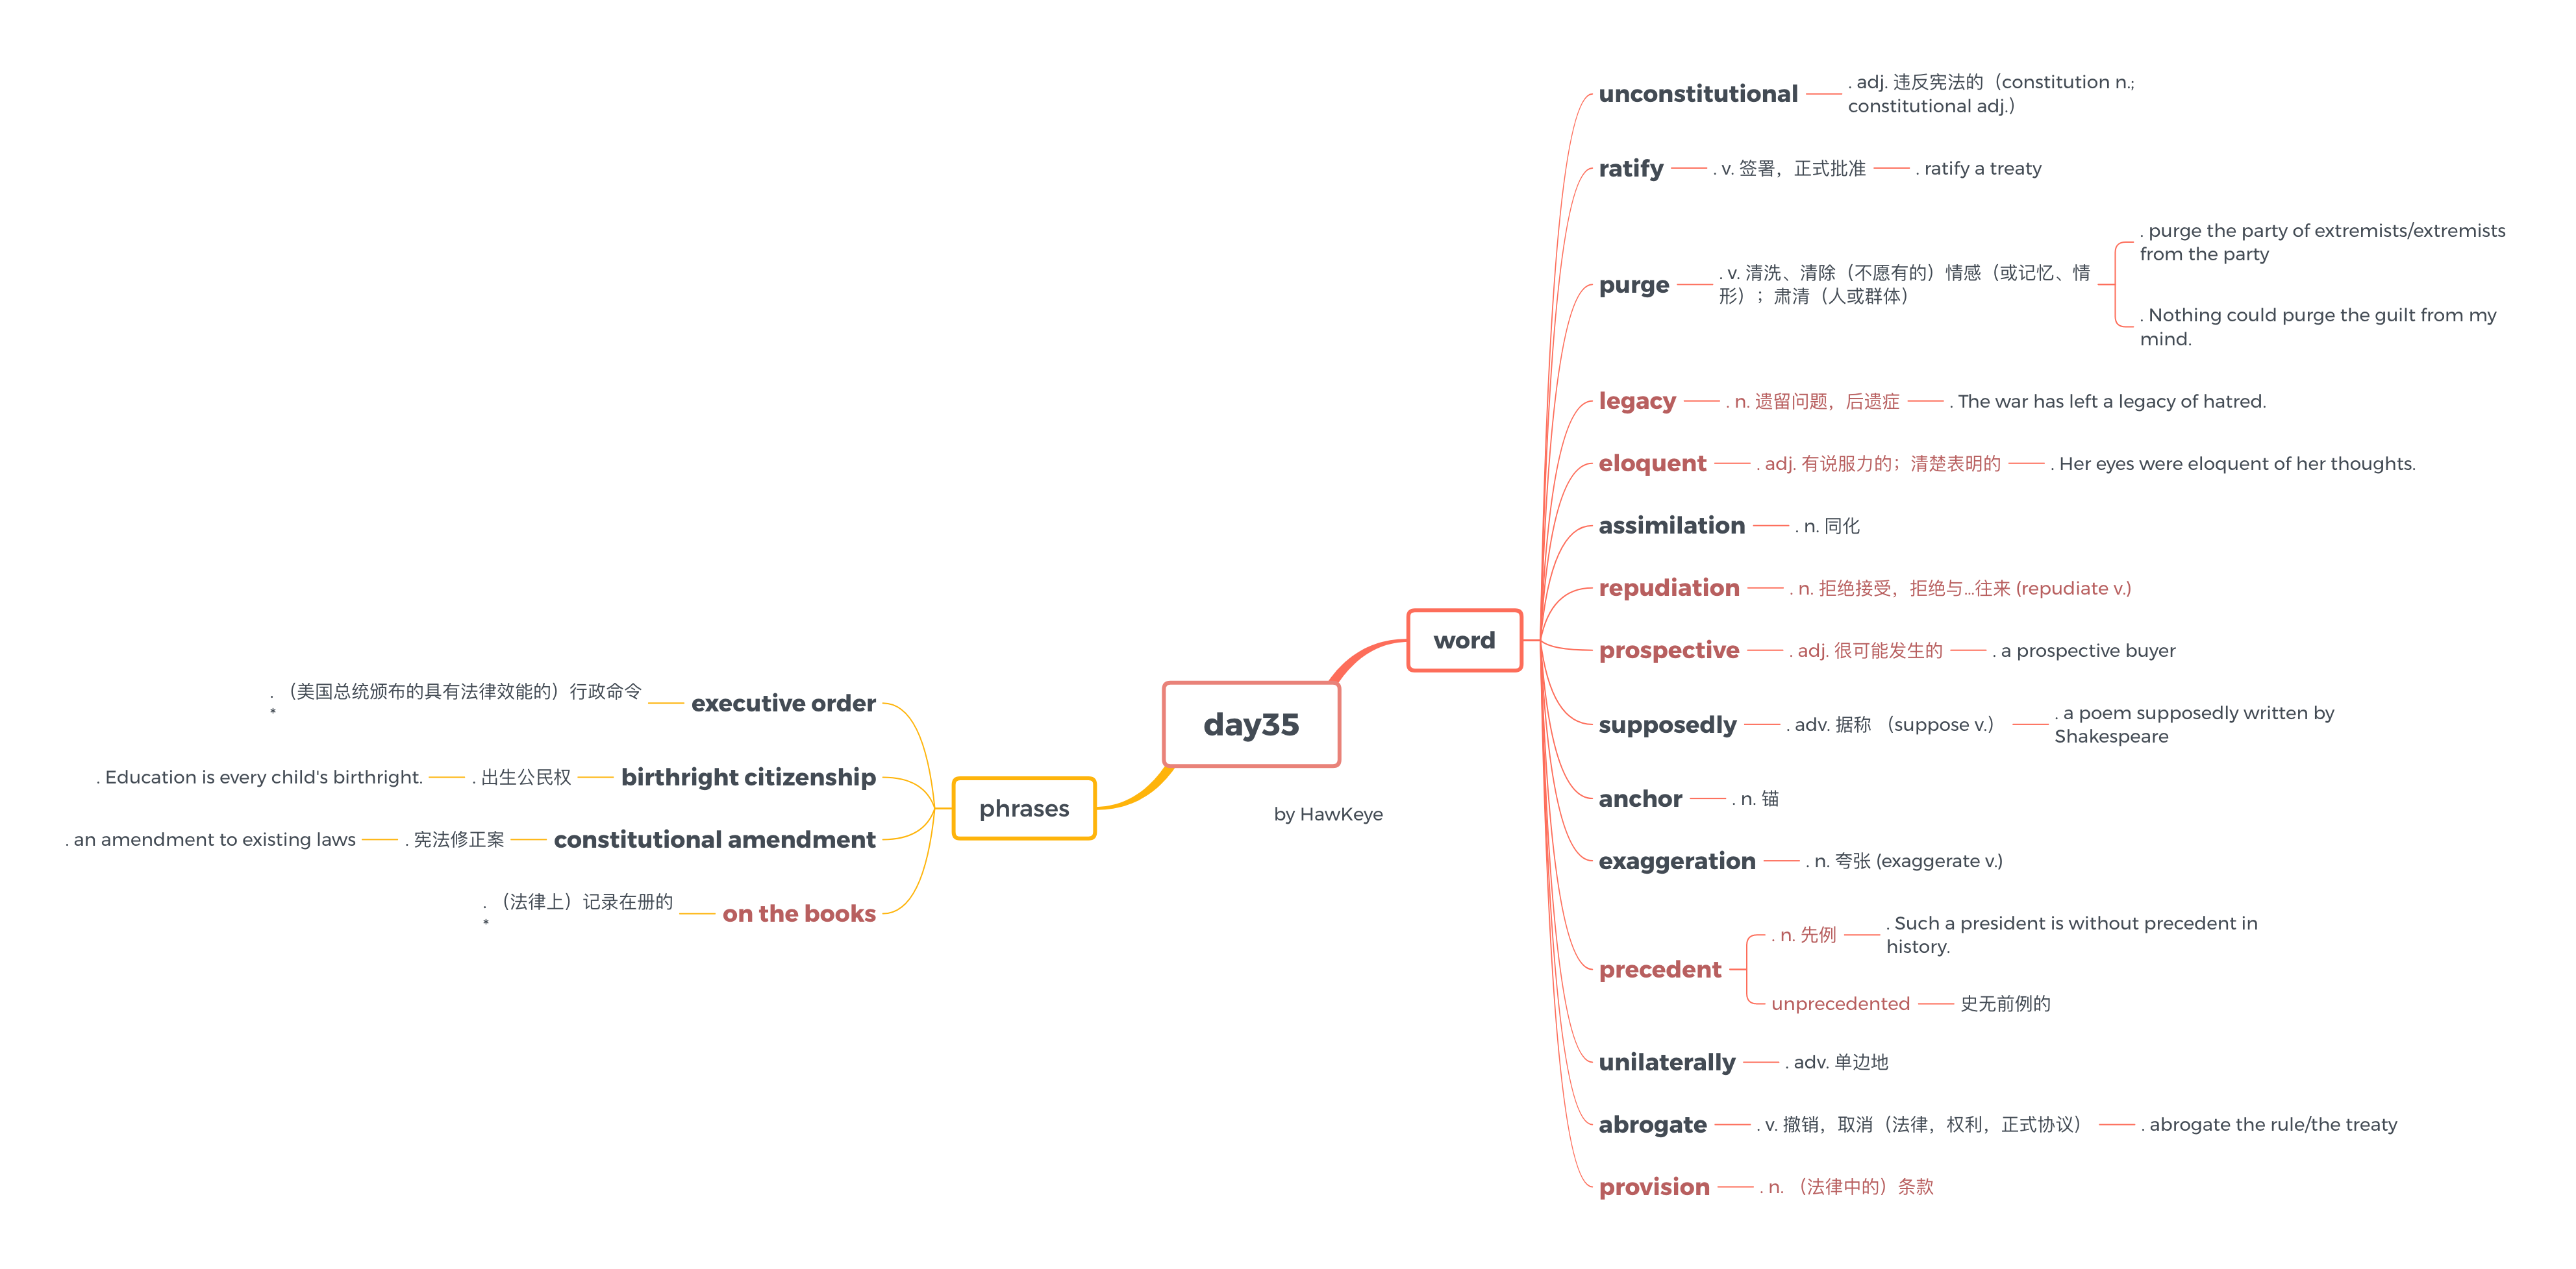 day35
by HawKeye
word
unconstitutional
. adj. 违反宪法的（constitution n.;
constitutional adj.）
ratify
. v. 签署，正式批准
. ratify a treaty
purge
. v. 清洗、清除（不愿有的）情感（或记忆、情
形）；肃清（人或群体）
. purge the party of extremists/extremists
from the party
. Nothing could purge the guilt from my
mind.
legacy
. n. 遗留问题，后遗症
. The war has left a legacy of hatred.
eloquent
. adj. 有说服力的；清楚表明的
. Her eyes were eloquent of her thoughts.
assimilation
. n. 同化
repudiation
. n. 拒绝接受，拒绝与...往来 (repudiate v.)
prospective
. adj. 很可能发生的
. a prospective buyer
supposedly
. adv. 据称 （suppose v.）
. a poem supposedly written by
Shakespeare
anchor
. n. 锚
exaggeration
. n. 夸张 (exaggerate v.)
precedent
. n. 先例
. Such a president is without precedent in
history.
unprecedented
史无前例的
unilaterally
. adv. 单边地
abrogate
. v. 撤销，取消（法律，权利，正式协议）
. abrogate the rule/the treaty
provision
. n. （法律中的）条款
phrases
executive order
. （美国总统颁布的具有法律效能的）行政命令
*
birthright citizenship
. 出生公民权
. Education is every child's birthright.
constitutional amendment
. 宪法修正案
. an amendment to existing laws
on the books
. （法律上）记录在册的
*